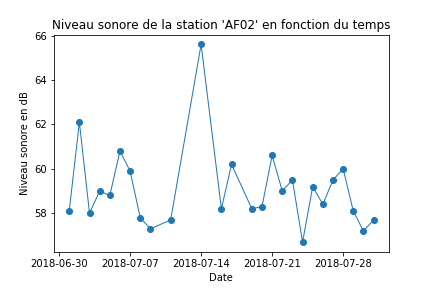 Niveau sonore de la station 'AF02' en fonction du temps
Niveau sonore en dB
66
64
62
60
58
2018-06-30 2018-07-07 2018-07-14 2018-07-21 2018-07-28
Date